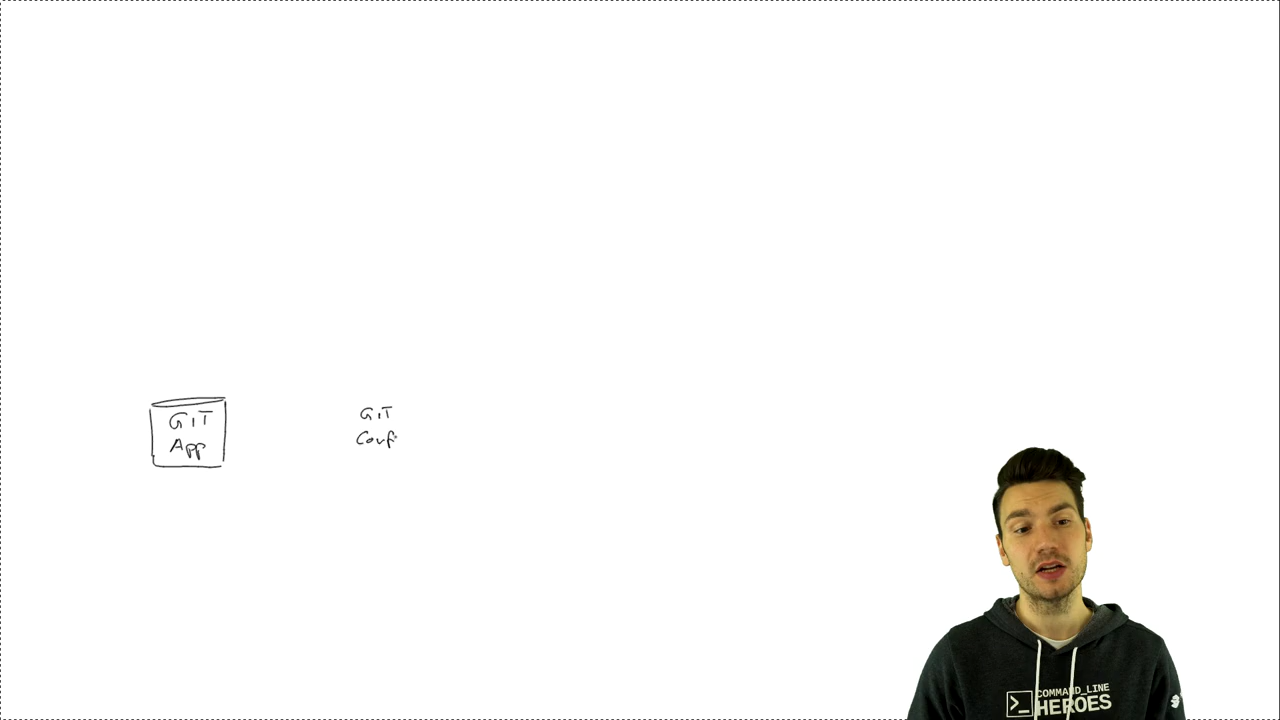 GIT
App
GIT
Conf
>_ COMMAND_LINE
HEROES